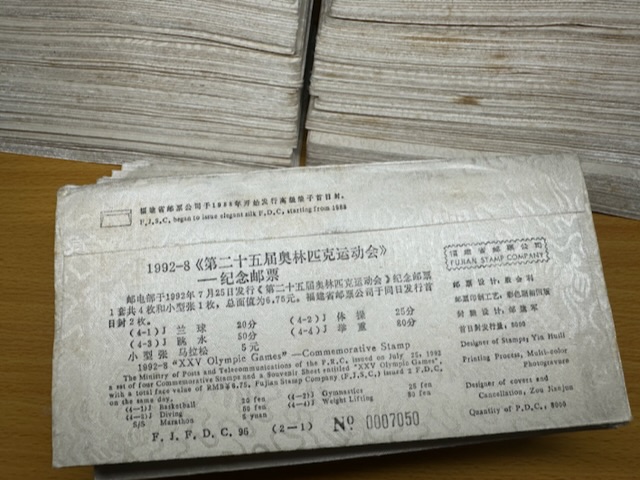 福建省邮票公司于1988年开始发行高级绢子首日封。
F.J.S.C. began to issue elegant silk F.D.C. starting from 1988
1992-8《第二十五届奥林匹克运动会》
—纪念邮票
福建省邮票公司
FUJIAN STAMP COMPANY
邮电部于1992年7月25日发行《第二十五届奥林匹克运动会》纪念邮票
1套共4枚和小型张1枚，总面值为6.75元。福建省邮票公司于同日发行首
日封2枚。
(4-1)J 兰球 20分 (4-2)J 体操 25分
(4-3)J 跳水 50分 (4-4)J 举重 80分
小型张 马拉松 5元
1992-8 "XXV Olympic Games" —Commemorative Stamp
The Ministry of Posts and Telecommunications of the P.R.C. issued on July 25, 1992
a set of four Commemorative Stamps and a Souvenir Sheet entitled "XXV Olympic Games"
with a total face value of RMB¥6.75. Fujian Stamp Company (F.J.S.C.) issued 2 F.D.C.
on the same day.
(4-1)J Basketball 20 fen (4-2)J Gymnastics 25 fen
(4-3)J Diving 50 fen (4-4)J Weight Lifting 80 fen
S/S Marathon 5 yuan
F. J. F. D. C. 96 (2-1) No 0007050
邮票设计：
邮票印制工艺：彩色影写版
封戳设计：
首日封发行量：8000
Designer of Stamps: Yin Huili
Printing Process, Multi-color
Photogravure
Designer of covers and
Cancellation, Zou Jianjun
Quantity of F.D.C.: 8000